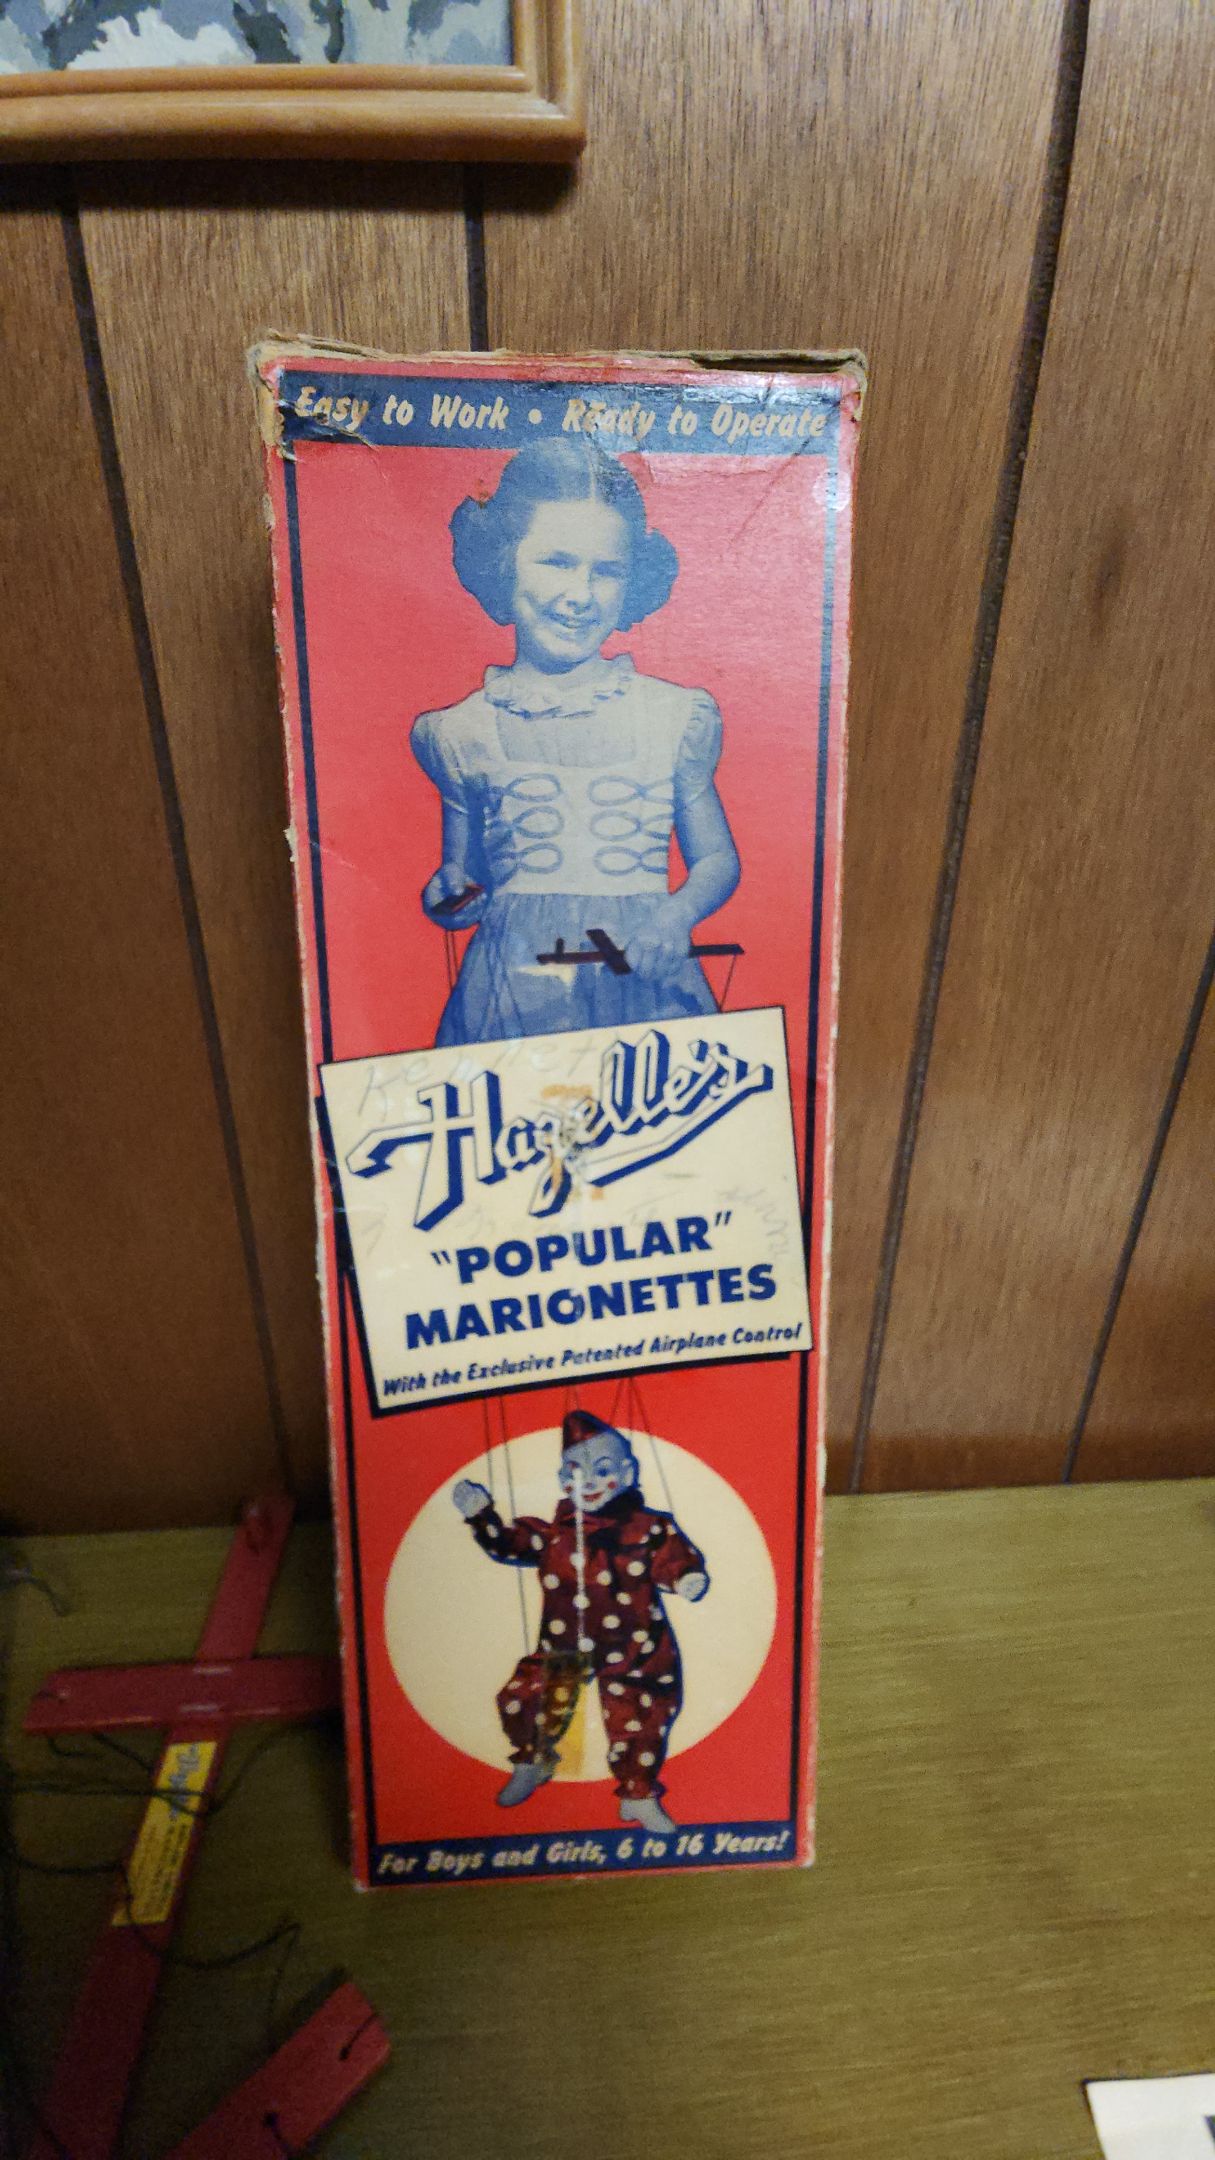 Easy to Work • Ready to Operate
Hazelle's
"POPULAR"
MARIONETTES
With the Exclusive Patented Airplane Control
For Boys and Girls, 6 to 16 Years!